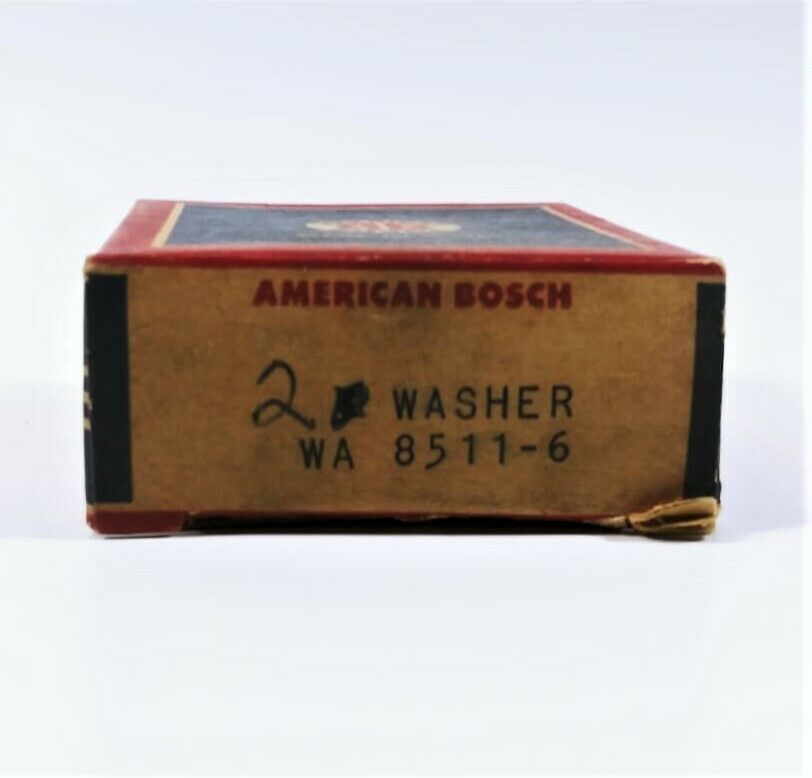 AMERICAN BOSCH
2 WASHER
WA 8511-6